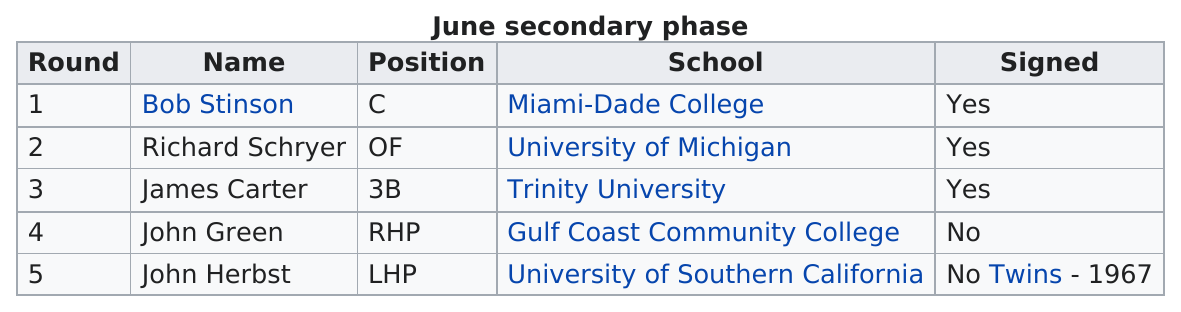 June secondary phase
Round Name Position School Signed
1 Bob Stinson C Miami-Dade College Yes
2 Richard Schryer OF University of Michigan Yes
3 James Carter 3B Trinity University Yes
4 John Green RHP Gulf Coast Community College No
5 John Herbst LHP University of Southern California No Twins - 1967